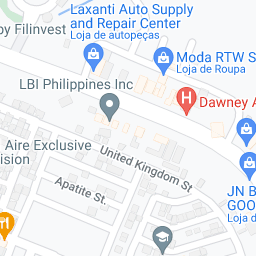 Laxanti Auto Supply
and Repair Center
Loja de autopeças
by Filinvest
Moda RTW S
Loja de Roupa
LBI Philippines Inc
H
Dawney A
Aire Exclusive
ision
United Kingdom St
Apatite St.
JN B
GOO
Loja d